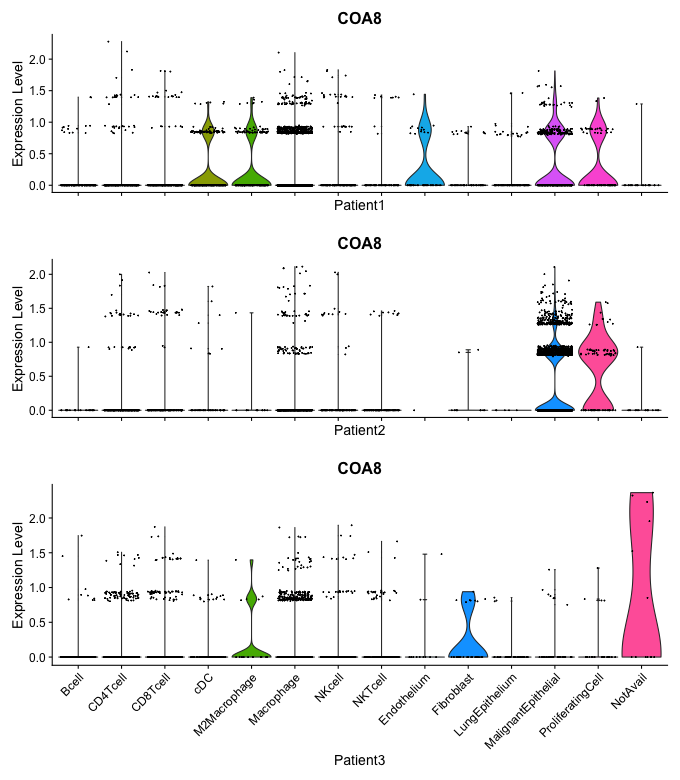 COA8
Expression Level
2.0
1.5
1.0
0.5
0.0
Patient1
COA8
Expression Level
2.0
1.5
1.0
0.5
0.0
Patient2
COA8
Expression Level
2.0
1.5
1.0
0.5
0.0
Bcell
CD4Tcell
CD8Tcell
cDC
M2Macrophage
Macrophage
NKcell
NKTcell
Endothelium
Fibroblast
LungEpithelium
MalignantEpithelial
ProliferatingCell
NotAvail
Patient3